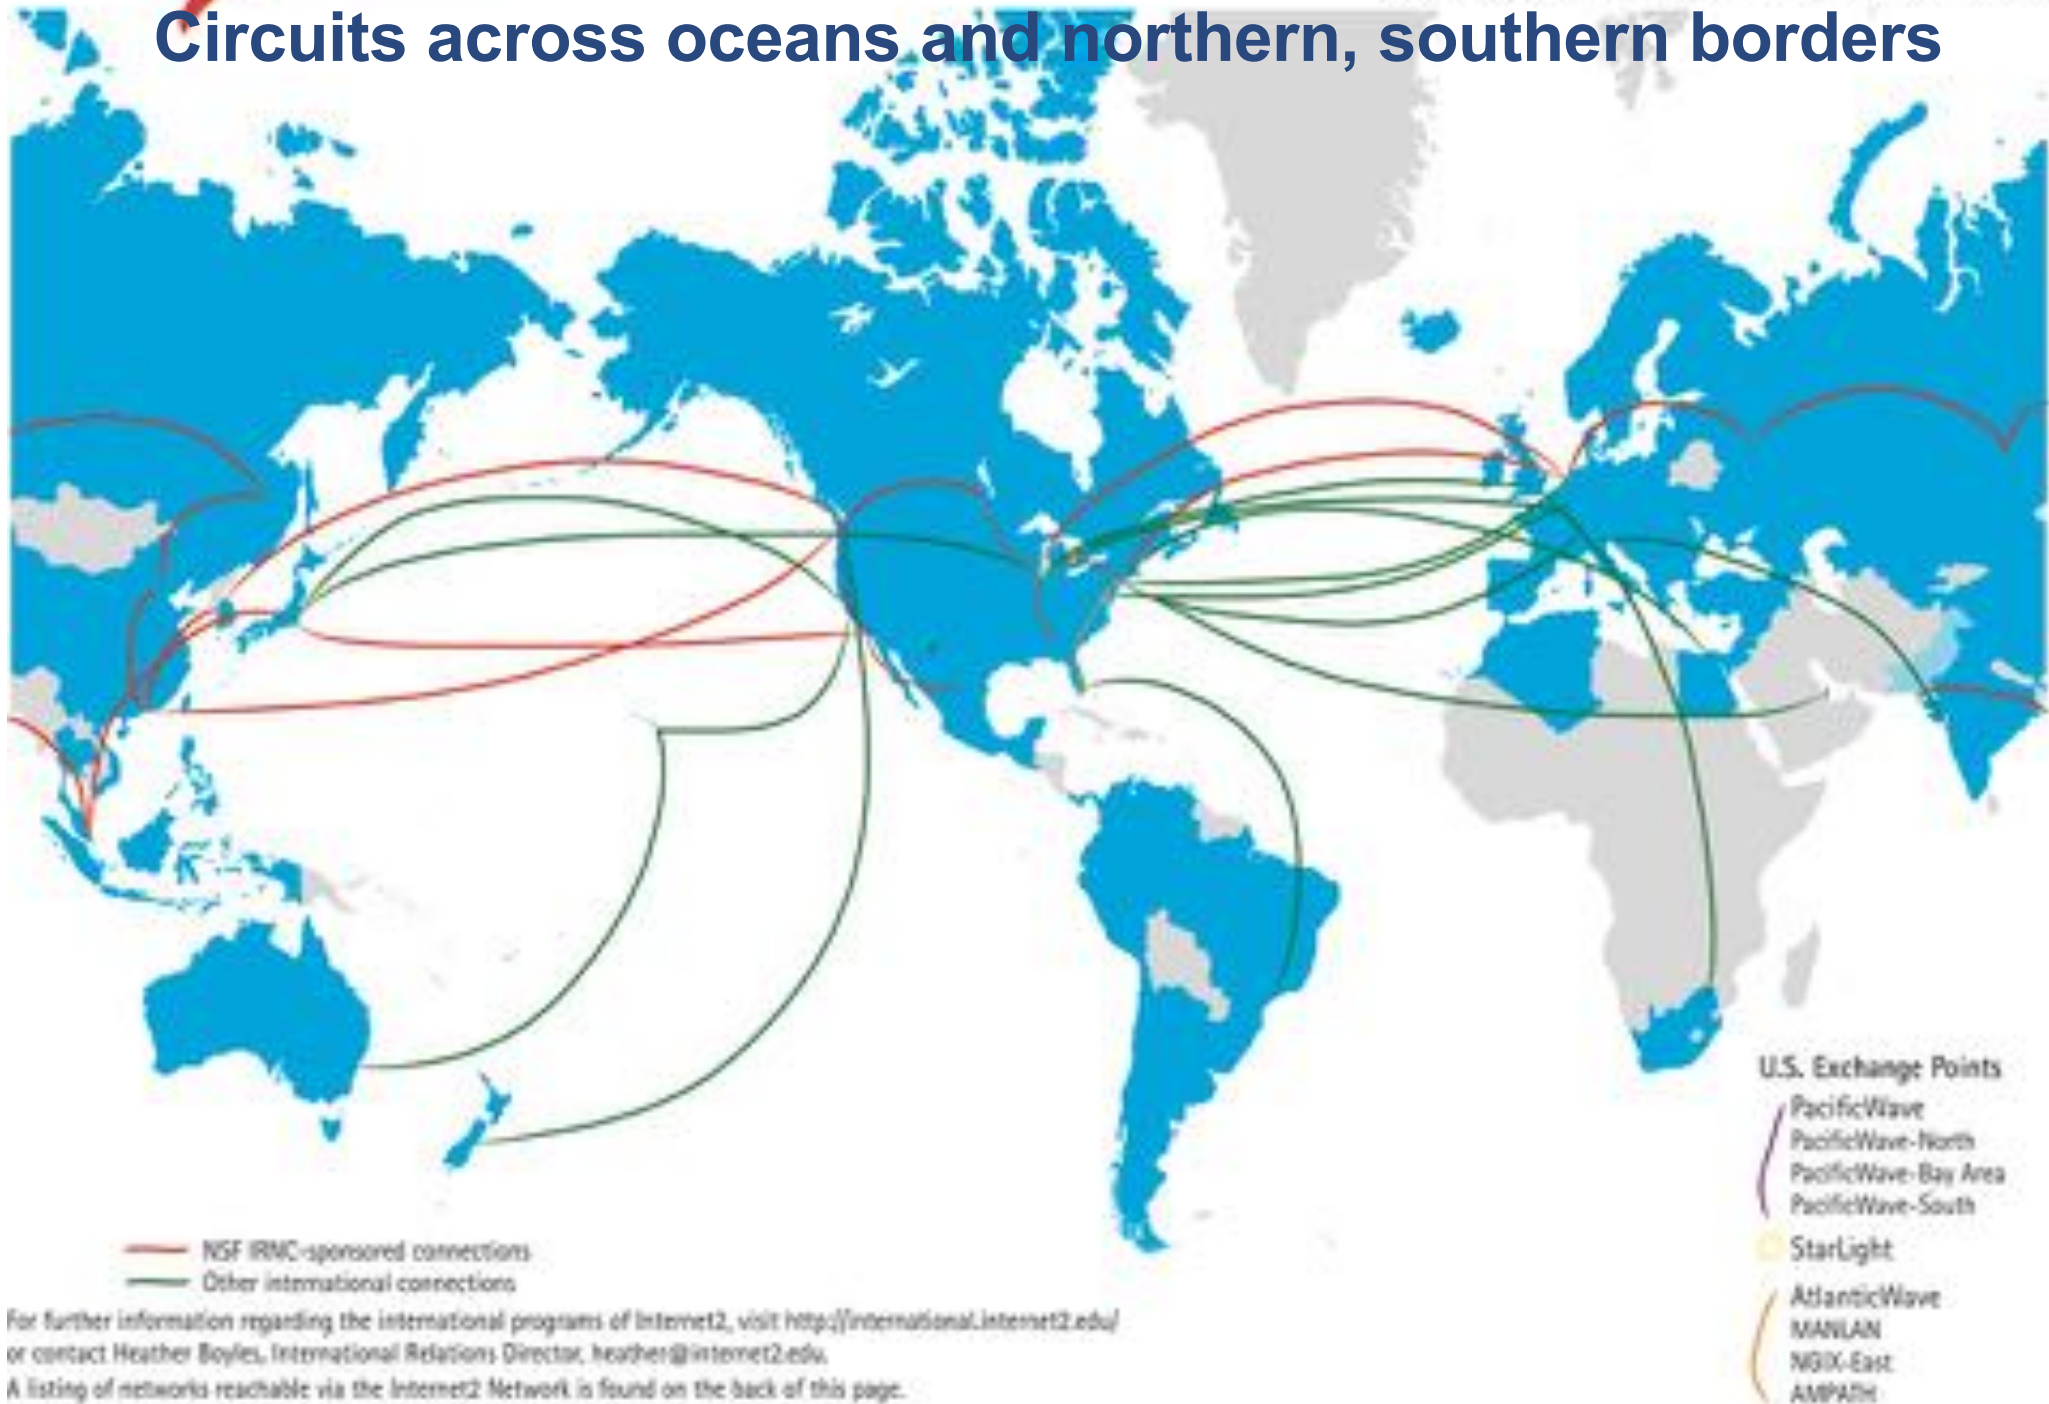 Circuits across oceans and northern, southern borders
U.S. Exchange Points
PacificWave
PacificWave-North
PacificWave-Bay Area
PacificWave-South
StarLight
AtlanticWave
MANLAN
NGIX-East
AMPATH
NSF IRNC-sponsored connections
Other international connections
For further information regarding the international programs of Internet2, visit http://international.internet2.edu/
or contact Heather Boyles, International Relations Director, heather@internet2.edu.
A listing of networks reachable via the Internet2 Network is found on the back of this page.